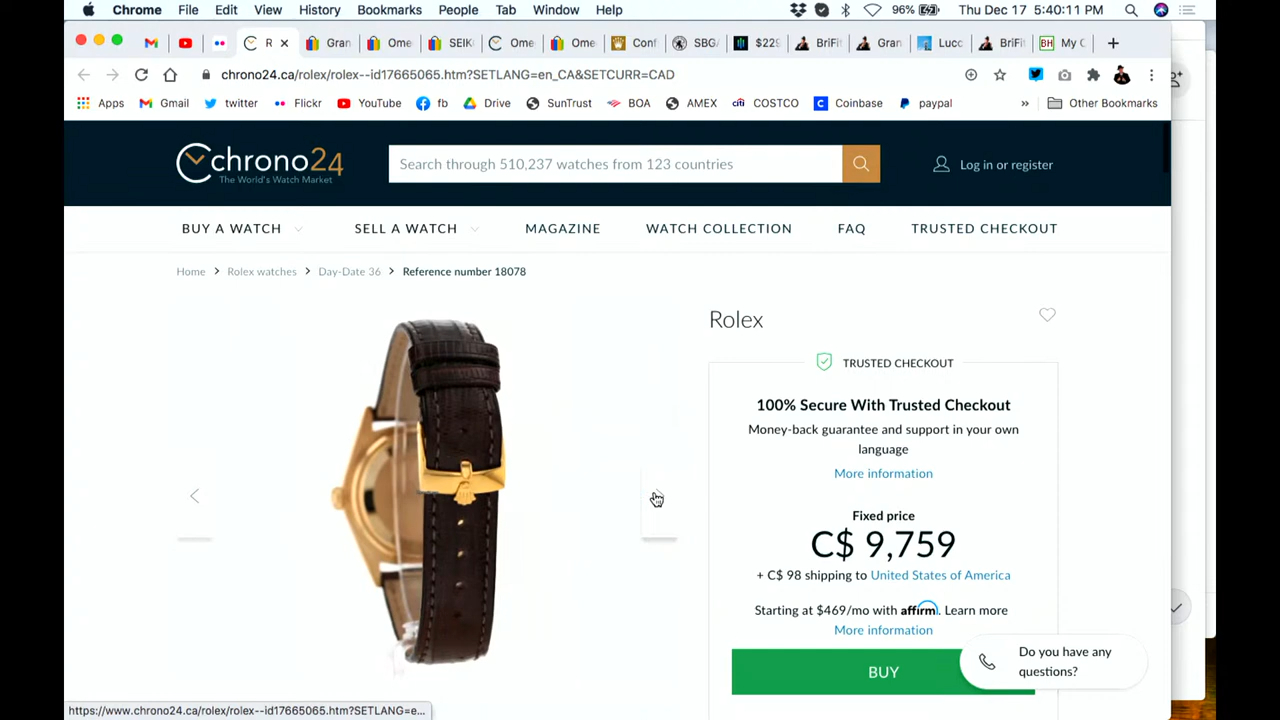 Chrome File Edit View History Bookmarks People Tab Window Help 96% Thu Dec 17 5:40:11 PM
R Gran Ome SEIK Ome Ome Conf SBGA $229 BriFit Gran Lucc BriFit BH My C
chrono24.ca/rolex/rolex--id17665065.htm?SETLANG=en_CA&SETCURR=CAD
Apps Gmail twitter Flickr YouTube fb Drive SunTrust BOA AMEX citi COSTCO Coinbase paypal » Other Bookmarks
chrono24
The World's Watch Market
Search through 510,237 watches from 123 countries
Log in or register
BUY A WATCH SELL A WATCH MAGAZINE WATCH COLLECTION FAQ TRUSTED CHECKOUT
Home > Rolex watches > Day-Date 36 > Reference number 18078
Rolex
TRUSTED CHECKOUT
100% Secure With Trusted Checkout
Money-back guarantee and support in your own
language
More information
Fixed price
C$ 9,759
+ C$ 98 shipping to United States of America
Starting at $469/mo with affirm. Learn more
More information
BUY
Do you have any
questions?
https://www.chrono24.ca/rolex/rolex--id17665065.htm?SETLANG=e...